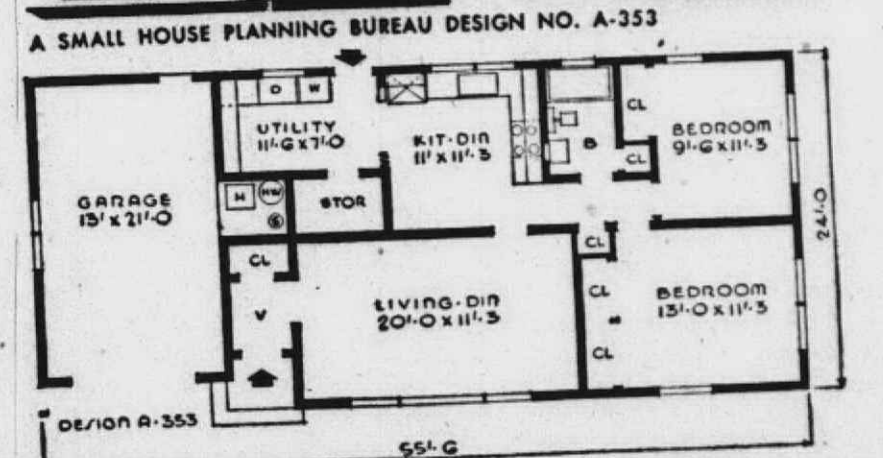 A SMALL HOUSE PLANNING BUREAU DESIGN NO. A-353
D W
UTILITY
11'-6 X 7'-0
KIT-DIN
11' X 11'-3
CL
BEDROOM
9'-6 X 11'-3
B
CL
GARAGE
13' X 21'-0
H HW
S
STOR
24'-0
CL
CL
LIVING-DIN
20'-0 X 11'-3
CL
BEDROOM
13'-0 X 11'-3
V
CL
DESIGN A-353
55'-6